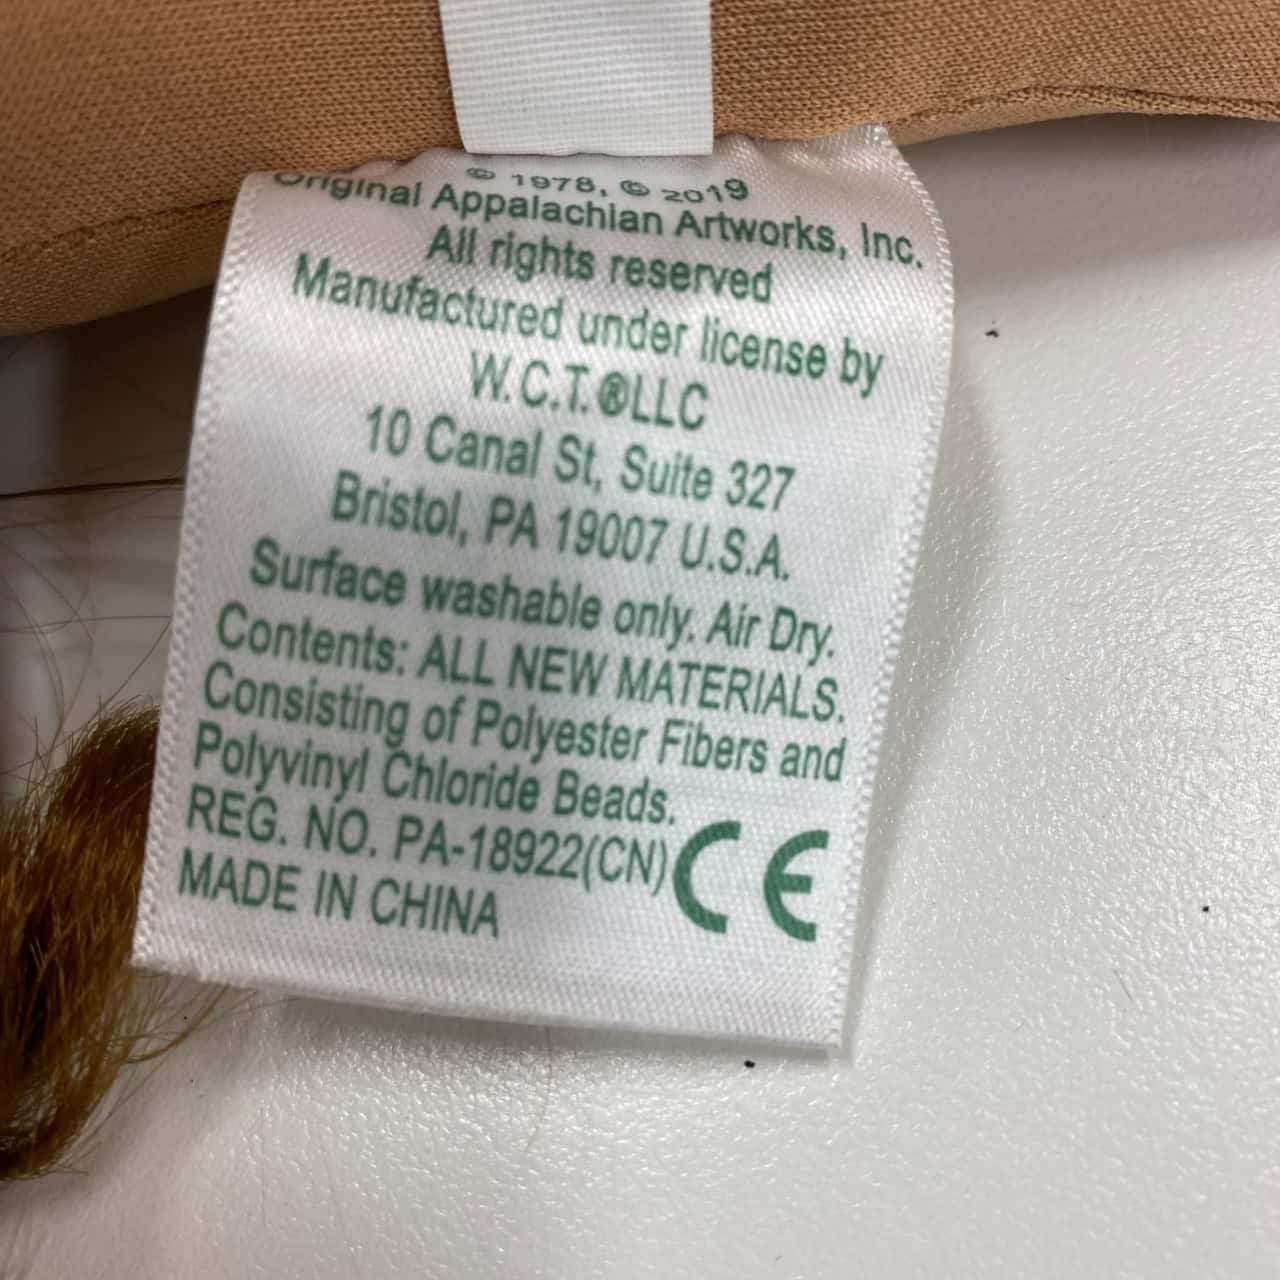 © 1978, © 2019
Original Appalachian Artworks, Inc.
All rights reserved
Manufactured under license by
W.C.T.®LLC
10 Canal St, Suite 327
Bristol, PA 19007 U.S.A.
Surface washable only. Air Dry.
Contents: ALL NEW MATERIALS.
Consisting of Polyester Fibers and
Polyvinyl Chloride Beads.
REG. NO. PA-18922(CN)
MADE IN CHINA
CE